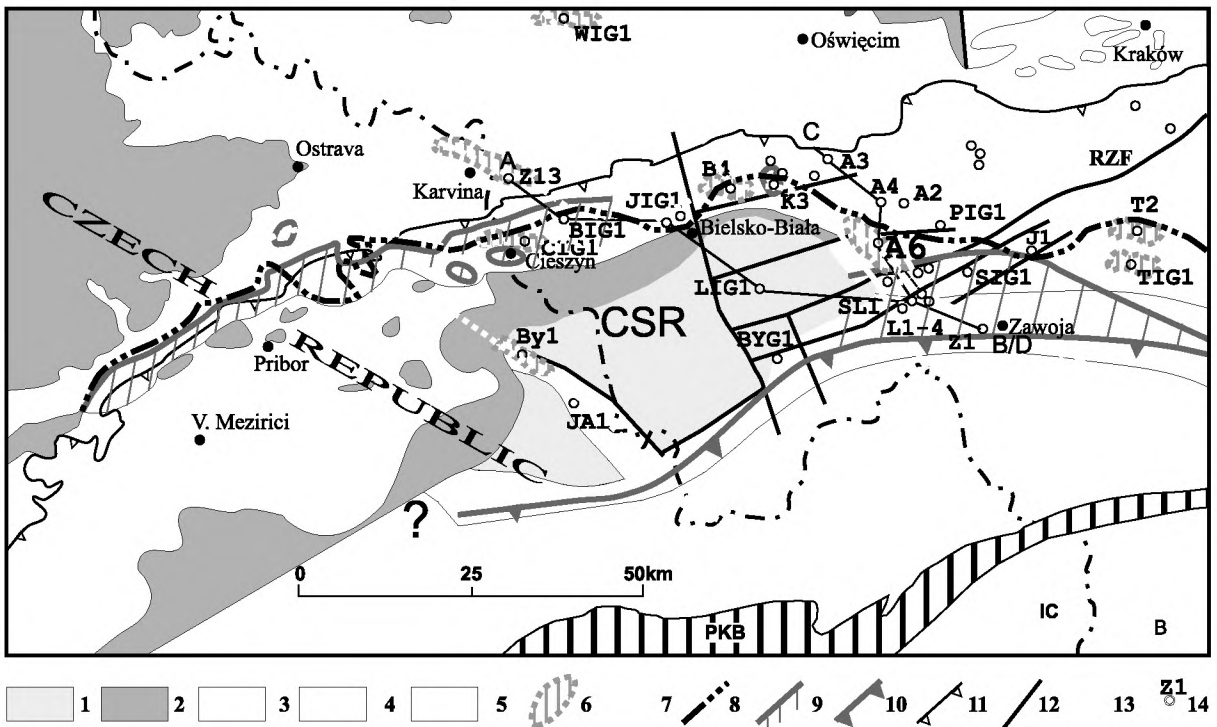 WIG1
Oświęcim
Kraków
Ostrava
A
Z13
Karvina
C
A3
B1
K3
A4
A2
RZF
JIG1
BIG1
Bielsko-Biała
PIG1
T2
CIG1
Cieszyn
A6
J1
SIG1
TIG1
CZECH
REPUBLIC
LIG1
CSR
SL1
L1-4
Zawoja
Z1
B/D
By1
BYG1
Pribor
JA1
V. Mezirici
?
0 25 50km
PKB
IC
B
1 2 3 4 5 6 7 8 9 10 11 12 13 Z1 14